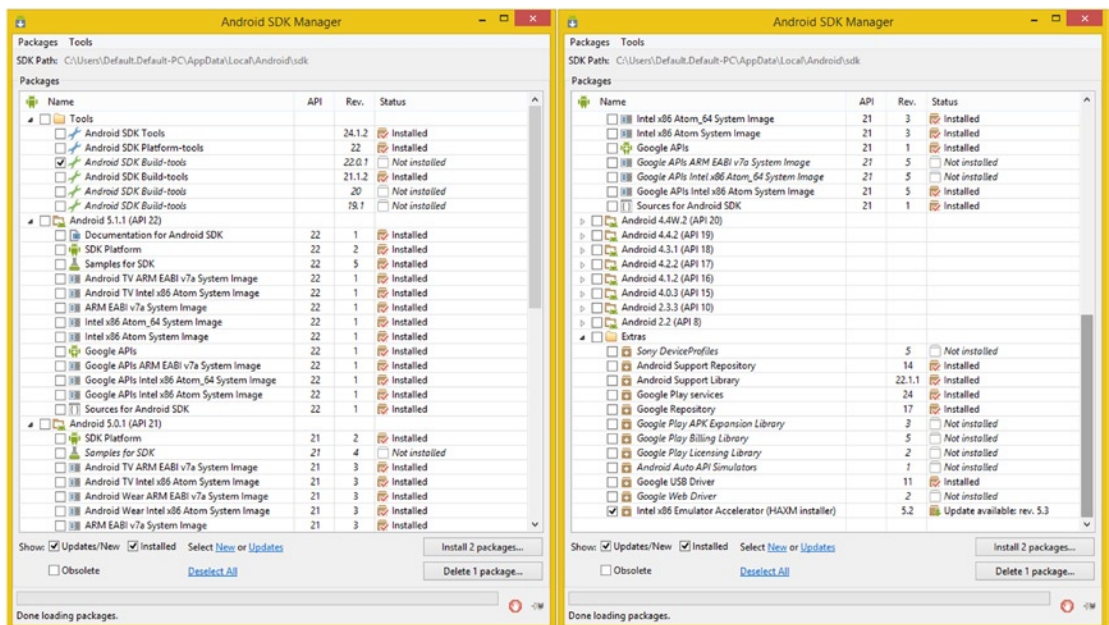 Android SDK Manager
Packages Tools
SDK Path: C:\Users\Default.Default-PC\AppData\Local\Android\sdk
Packages
Name API Rev. Status
Tools
Android SDK Tools 24.1.2 Installed
Android SDK Platform-tools 22 Installed
Android SDK Build-tools 22.0.1 Not installed
Android SDK Build-tools 21.1.2 Installed
Android SDK Build-tools 20 Not installed
Android SDK Build-tools 19.1 Not installed
Android 5.1.1 (API 22)
Documentation for Android SDK 22 1 Installed
SDK Platform 22 2 Installed
Samples for SDK 22 5 Installed
Android TV ARM EABI v7a System Image 22 1 Installed
Android TV Intel x86 Atom System Image 22 1 Installed
ARM EABI v7a System Image 22 1 Installed
Intel x86 Atom_64 System Image 22 1 Installed
Intel x86 Atom System Image 22 1 Installed
Google APIs 22 1 Installed
Google APIs ARM EABI v7a System Image 22 1 Installed
Google APIs Intel x86 Atom_64 System Image 22 1 Installed
Google APIs Intel x86 Atom System Image 22 1 Installed
Sources for Android SDK 22 1 Installed
Android 5.0.1 (API 21)
SDK Platform 21 2 Installed
Samples for SDK 21 4 Not installed
Android TV ARM EABI v7a System Image 21 3 Installed
Android TV Intel x86 Atom System Image 21 3 Installed
Android Wear ARM EABI v7a System Image 21 3 Installed
Android Wear Intel x86 Atom System Image 21 3 Installed
ARM EABI v7a System Image 21 3 Installed
Show: Updates/New Installed Select New or Updates Install 2 packages...
Obsolete Deselect All Delete 1 package...
Done loading packages.
Android SDK Manager
Packages Tools
SDK Path: C:\Users\Default.Default-PC\AppData\Local\Android\sdk
Packages
Name API Rev. Status
Intel x86 Atom_64 System Image 21 3 Installed
Intel x86 Atom System Image 21 3 Installed
Google APIs 21 1 Installed
Google APIs ARM EABI v7a System Image 21 5 Not installed
Google APIs Intel x86 Atom_64 System Image 21 5 Not installed
Google APIs Intel x86 Atom System Image 21 5 Installed
Sources for Android SDK 21 1 Installed
Android 4.4W.2 (API 20)
Android 4.4.2 (API 19)
Android 4.3.1 (API 18)
Android 4.2.2 (API 17)
Android 4.1.2 (API 16)
Android 4.0.3 (API 15)
Android 2.3.3 (API 10)
Android 2.2 (API 8)
Extras
Sony DeviceProfiles 5 Not installed
Android Support Repository 14 Installed
Android Support Library 22.1.1 Installed
Google Play services 24 Installed
Google Repository 17 Installed
Google Play APK Expansion Library 3 Not installed
Google Play Billing Library 5 Not installed
Google Play Licensing Library 2 Not installed
Android Auto API Simulators 1 Not installed
Google USB Driver 11 Installed
Google Web Driver 2 Not installed
Intel x86 Emulator Accelerator (HAXM installer) 5.2 Update available: rev. 5.3
Show: Updates/New Installed Select New or Updates Install 2 packages...
Obsolete Deselect All Delete 1 package...
Done loading packages.